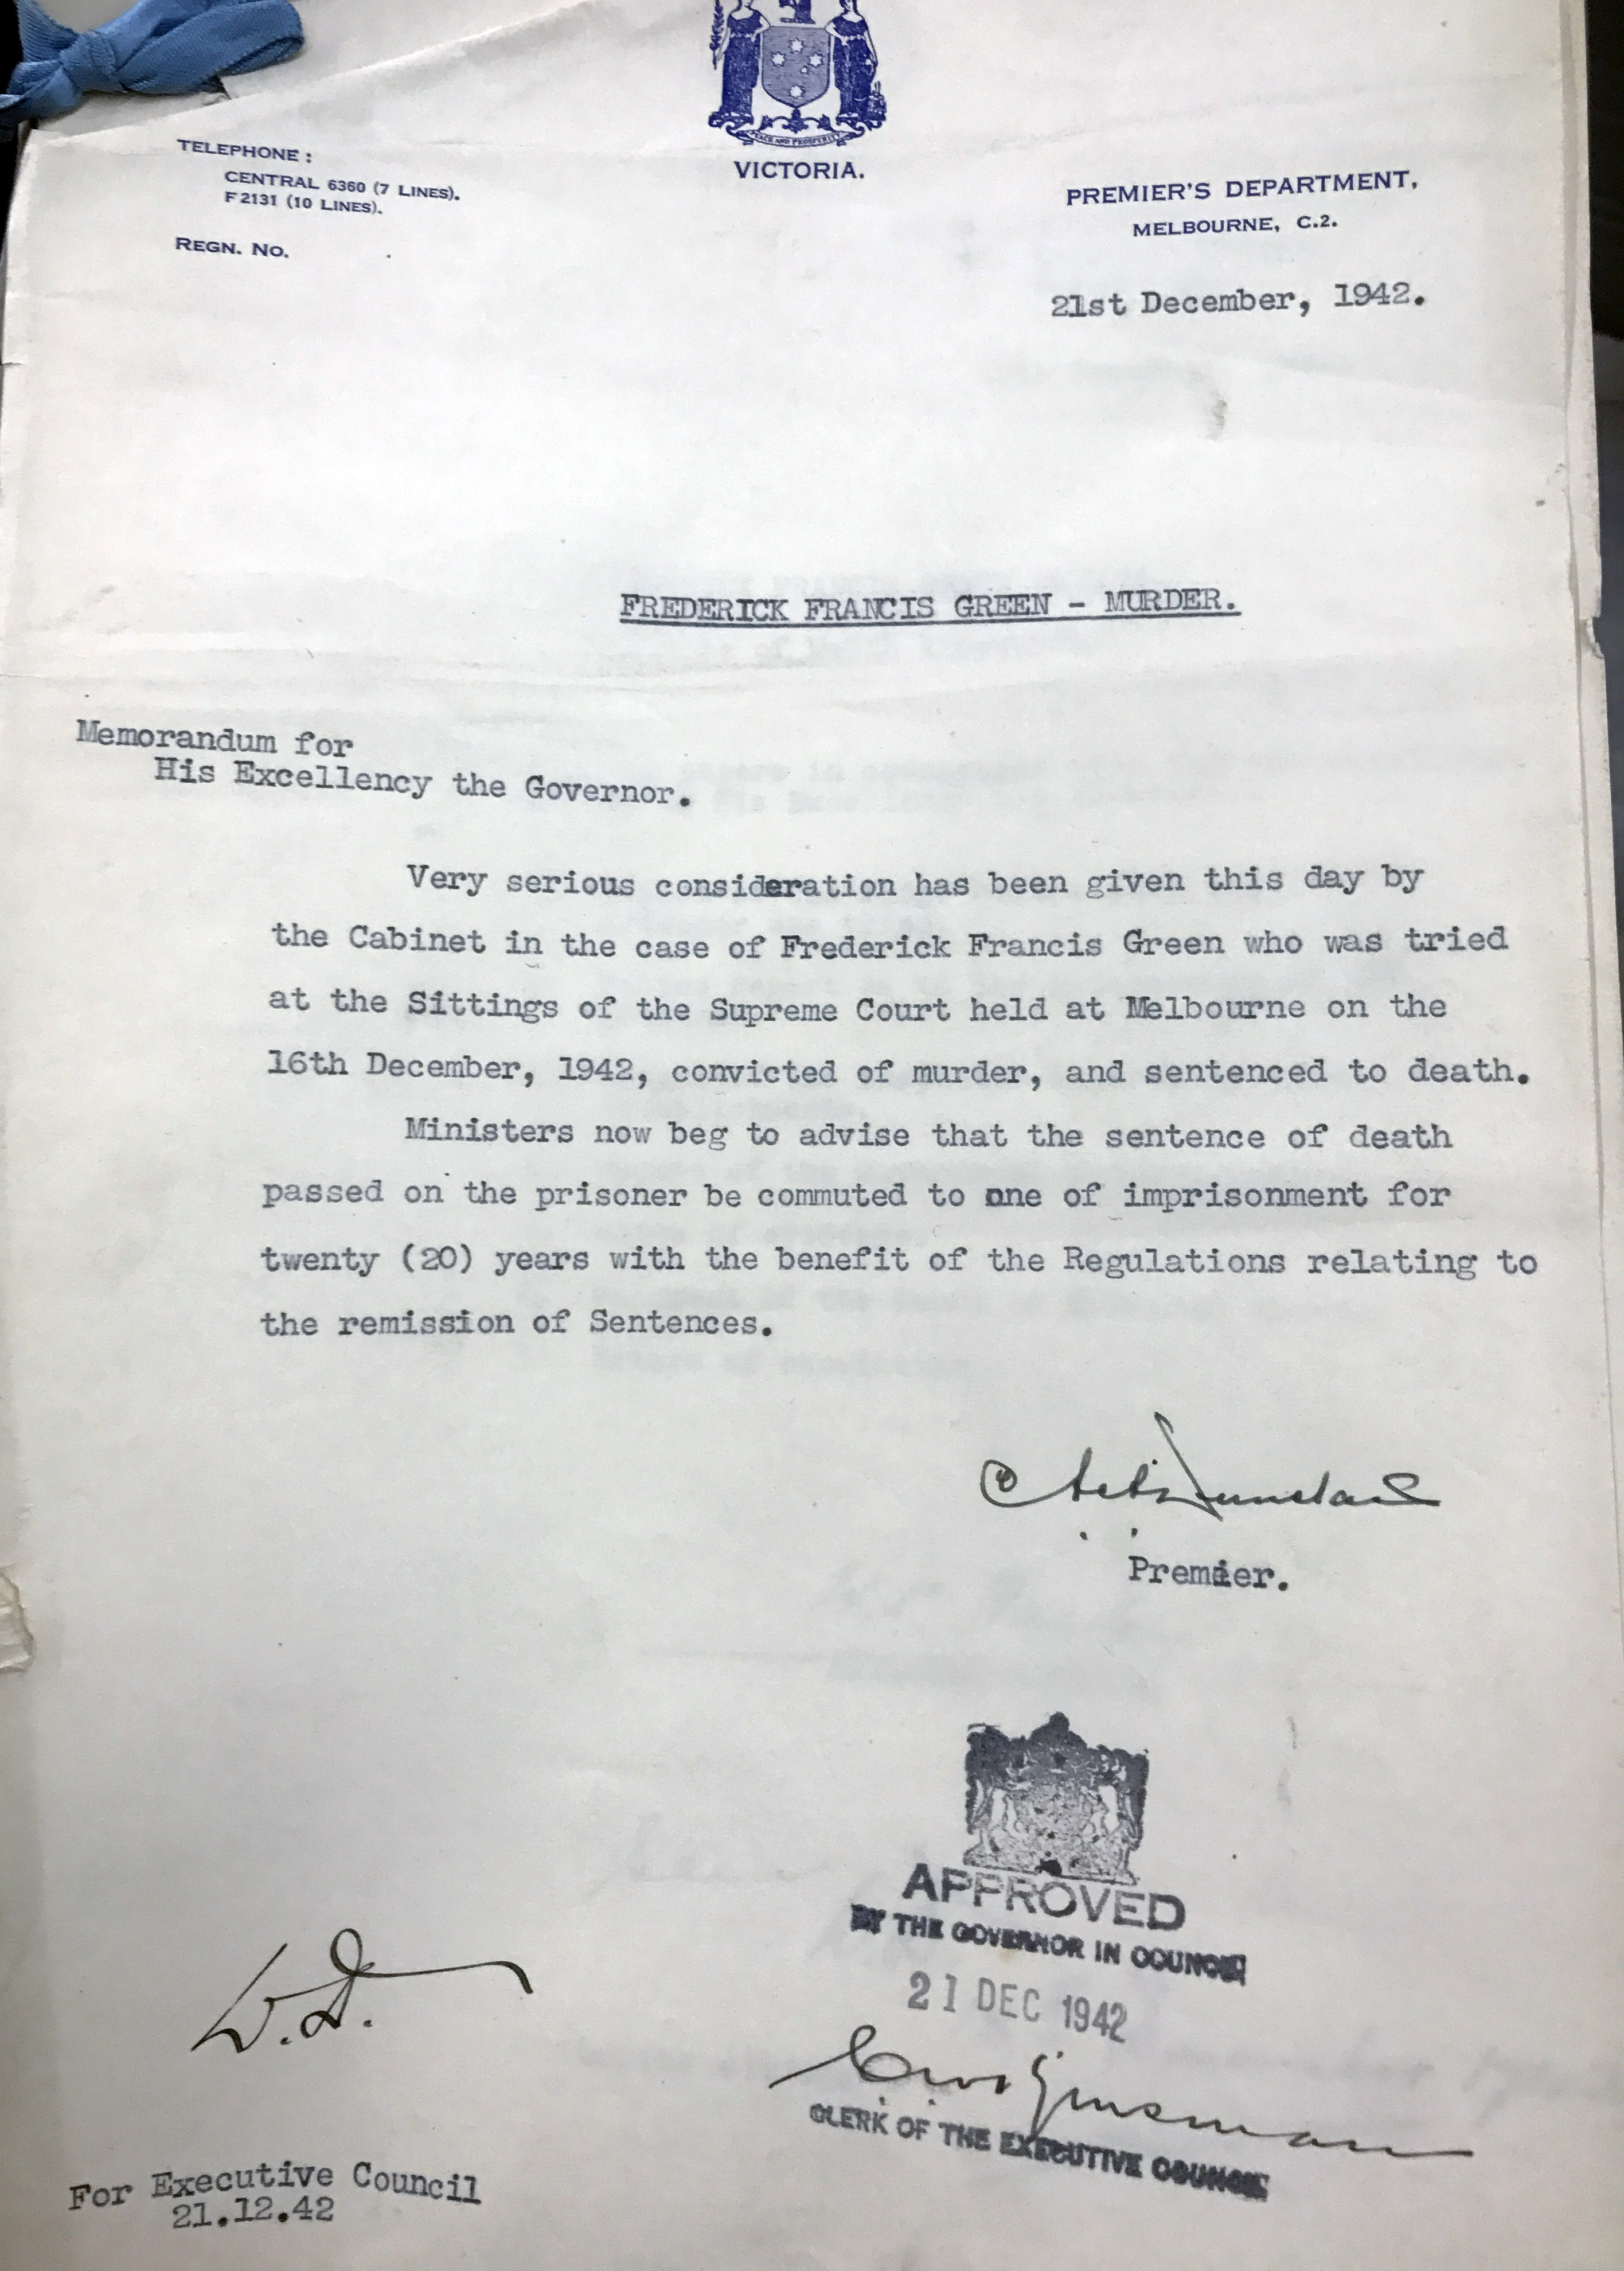 PEACE AND PROSPERITY
VICTORIA.
TELEPHONE :
CENTRAL 6360 (7 LINES).
F 2131 (10 LINES).
REGN. No.
PREMIER'S DEPARTMENT,
MELBOURNE, C.2.
21st December, 1942.
FREDERICK FRANCIS GREEN - MURDER.
Memorandum for
His Excellency the Governor.
Very serious consideration has been given this day by
the Cabinet in the case of Frederick Francis Green who was tried
at the Sittings of the Supreme Court held at Melbourne on the
16th December, 1942, convicted of murder, and sentenced to death.
Ministers now beg to advise that the sentence of death
passed on the prisoner be commuted to one of imprisonment for
twenty (20) years with the benefit of the Regulations relating to
the remission of Sentences.
Premier.
APPROVED
BY THE GOVERNOR IN COUNCIL
21 DEC 1942
CLERK OF THE EXECUTIVE COUNCIL
W.D.
For Executive Council
21.12.42